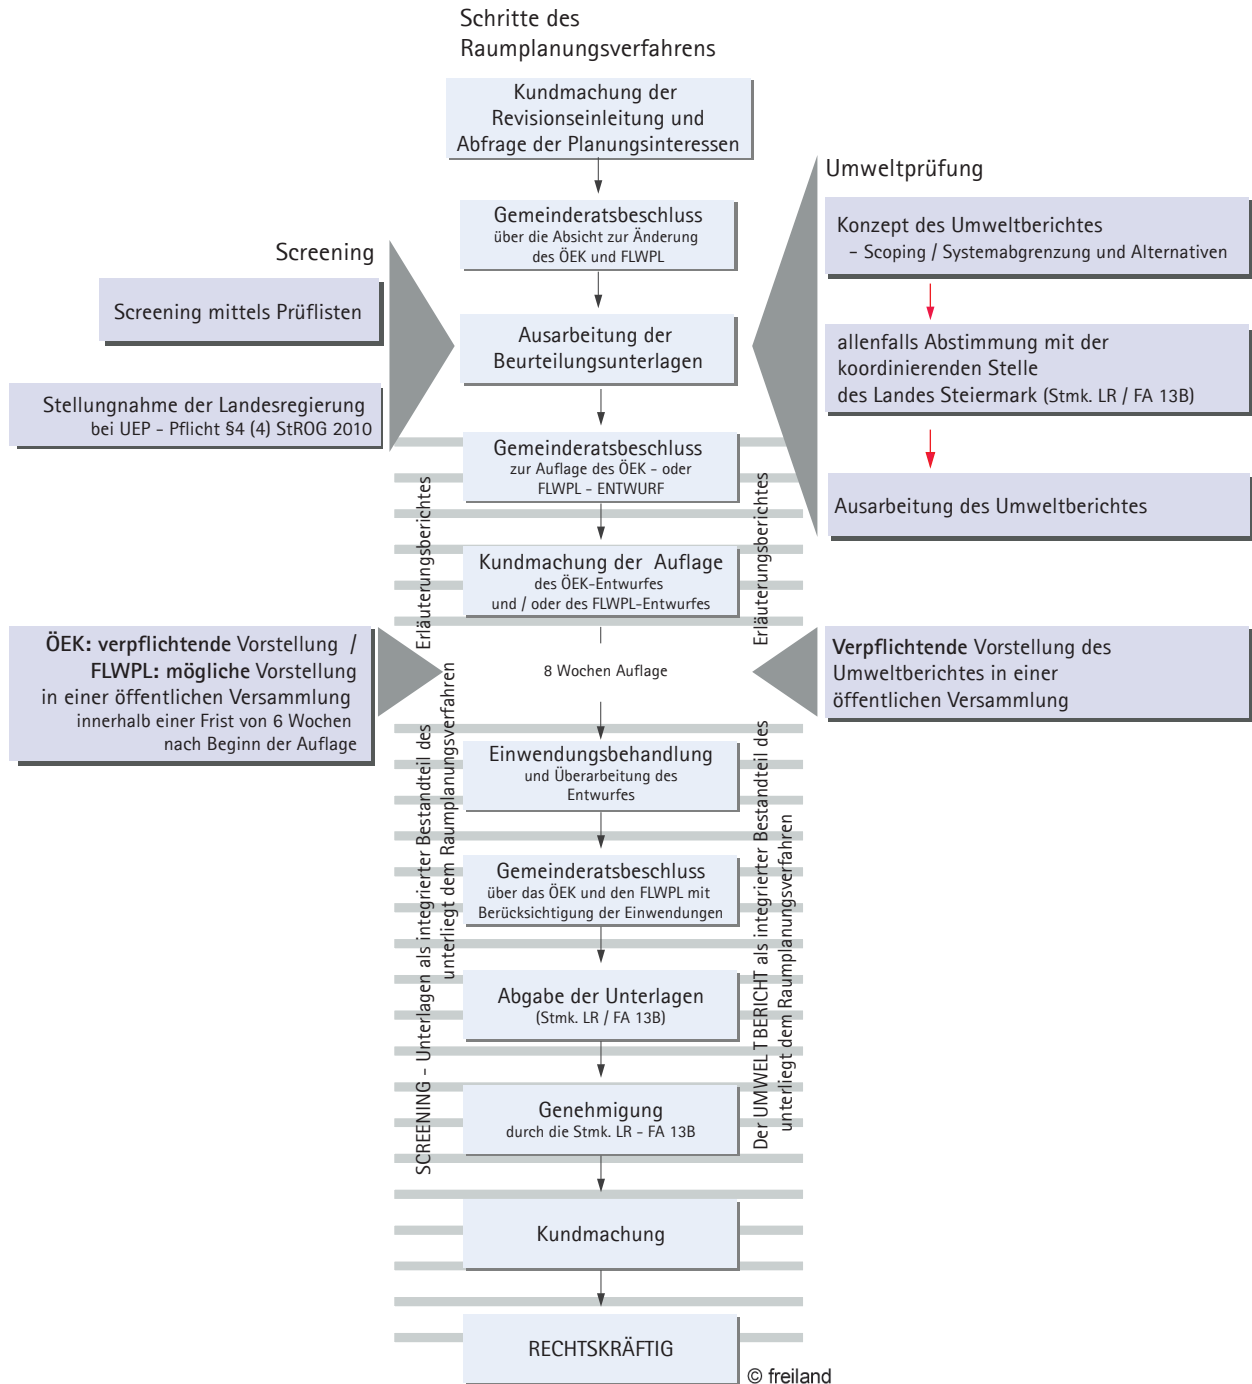 Schritte des
Raumplanungsverfahrens
Kundmachung der
Revisionseinleitung und
Abfrage der Planungsinteressen
Gemeinderatsbeschluss
über die Absicht zur Änderung
des ÖEK und FLWPL
Screening
Screening mittels Prüflisten
Stellungnahme der Landesregierung
bei UEP - Pflicht §4 (4) StROG 2010
Ausarbeitung der
Beurteilungsunterlagen
Umweltprüfung
Konzept des Umweltberichtes
- Scoping / Systemabgrenzung und Alternativen
allenfalls Abstimmung mit der
koordinierenden Stelle
des Landes Steiermark (Stmk. LR / FA 13B)
Ausarbeitung des Umweltberichtes
Gemeinderatsbeschluss
zur Auflage des ÖEK - oder
FLWPL - ENTWURF
Kundmachung der Auflage
des ÖEK-Entwurfes
und / oder des FLWPL-Entwurfes
ÖEK: verpflichtende Vorstellung /
FLWPL: mögliche Vorstellung
in einer öffentlichen Versammlung
innerhalb einer Frist von 6 Wochen
nach Beginn der Auflage
8 Wochen Auflage
Verpflichtende Vorstellung des
Umweltberichtes in einer
öffentlichen Versammlung
Einwendungsbehandlung
und Überarbeitung des
Entwurfes
Gemeinderatsbeschluss
über das ÖEK und den FLWPL mit
Berücksichtigung der Einwendungen
Abgabe der Unterlagen
(Stmk. LR / FA 13B)
Genehmigung
durch die Stmk. LR - FA 13B
Kundmachung
RECHTSKRÄFTIG
SCREENING - Unterlagen als integrierter Bestandteil des Erläuterungsberichtes
unterliegt dem Raumplanungsverfahren
Der UMWEL TBERICHT als integrierter Bestandteil des Erläuterungsberichtes
unterliegt dem Raumplanungsverfahren
© freiland